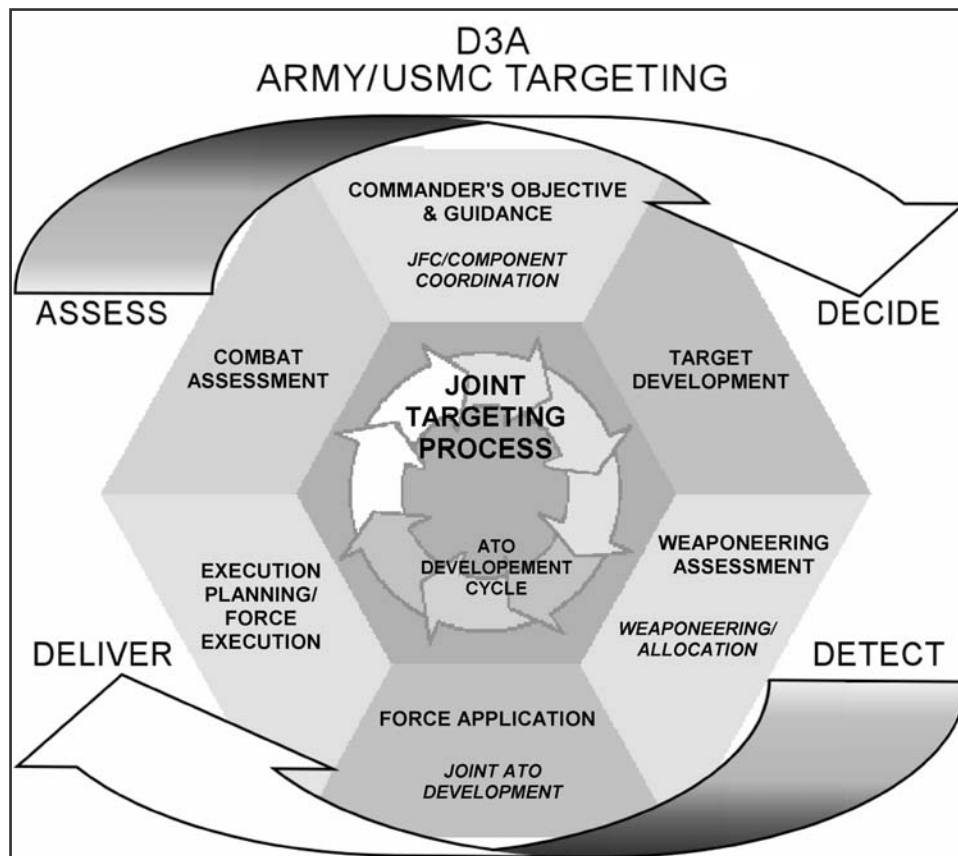 D3A
ARMY/USMC TARGETING
COMMANDER'S OBJECTIVE
& GUIDANCE
JFC/COMPONENT
COORDINATION
ASSESS
DECIDE
COMBAT
ASSESSMENT
TARGET
DEVELOPMENT
JOINT
TARGETING
PROCESS
ATO
DEVELOPEMENT
CYCLE
WEAPONEERING
ASSESSMENT
WEAPONEERING/
ALLOCATION
EXECUTION
PLANNING/
FORCE
EXECUTION
DELIVER
DETECT
FORCE APPLICATION
JOINT ATO
DEVELOPMENT